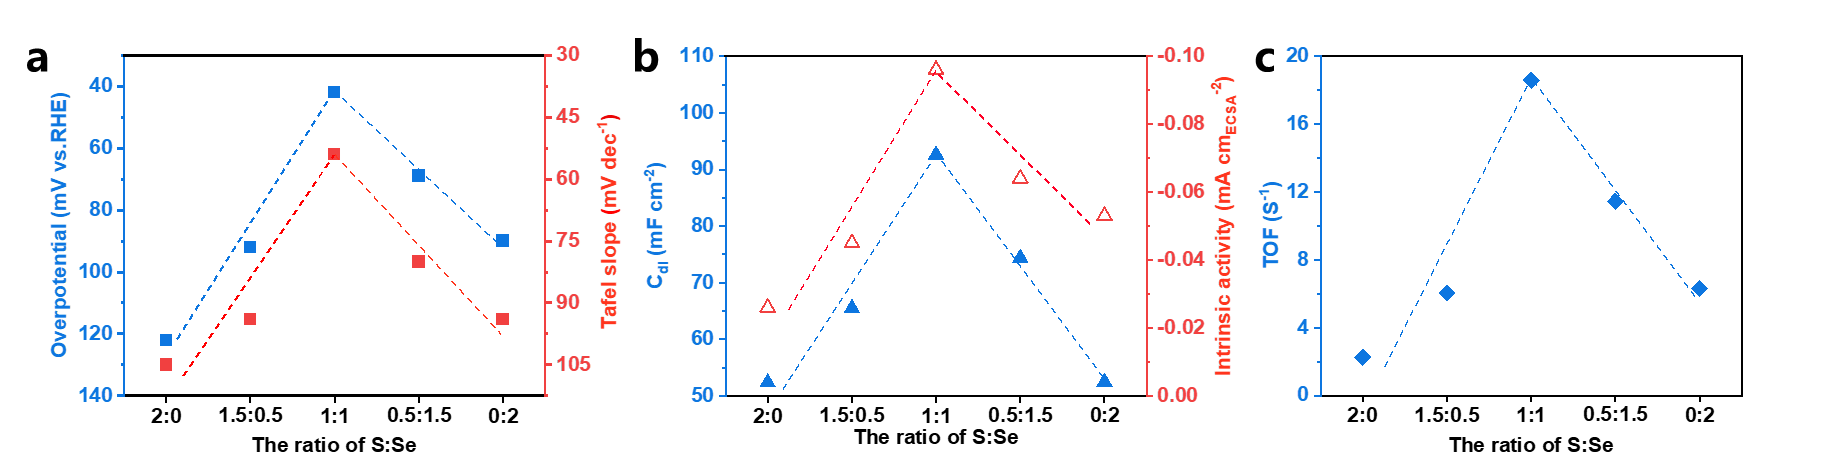 a
Overpotential (mV vs.RHE)
40
60
80
100
120
140
30
45
60
75
90
105
Tafel slope (mV dec⁻¹)
2:0 1.5:0.5 1:1 0.5:1.5 0:2
The ratio of S:Se
b
C_dl (mF cm⁻²)
110
100
90
80
70
60
50
-0.10
-0.08
-0.06
-0.04
-0.02
0.00
Intrinsic activity (mA cm_ECSA⁻²)
2:0 1.5:0.5 1:1 0.5:1.5 0:2
The ratio of S:Se
c
TOF (S⁻¹)
20
16
12
8
4
0
2:0 1.5:0.5 1:1 0.5:1.5 0:2
The ratio of S:Se